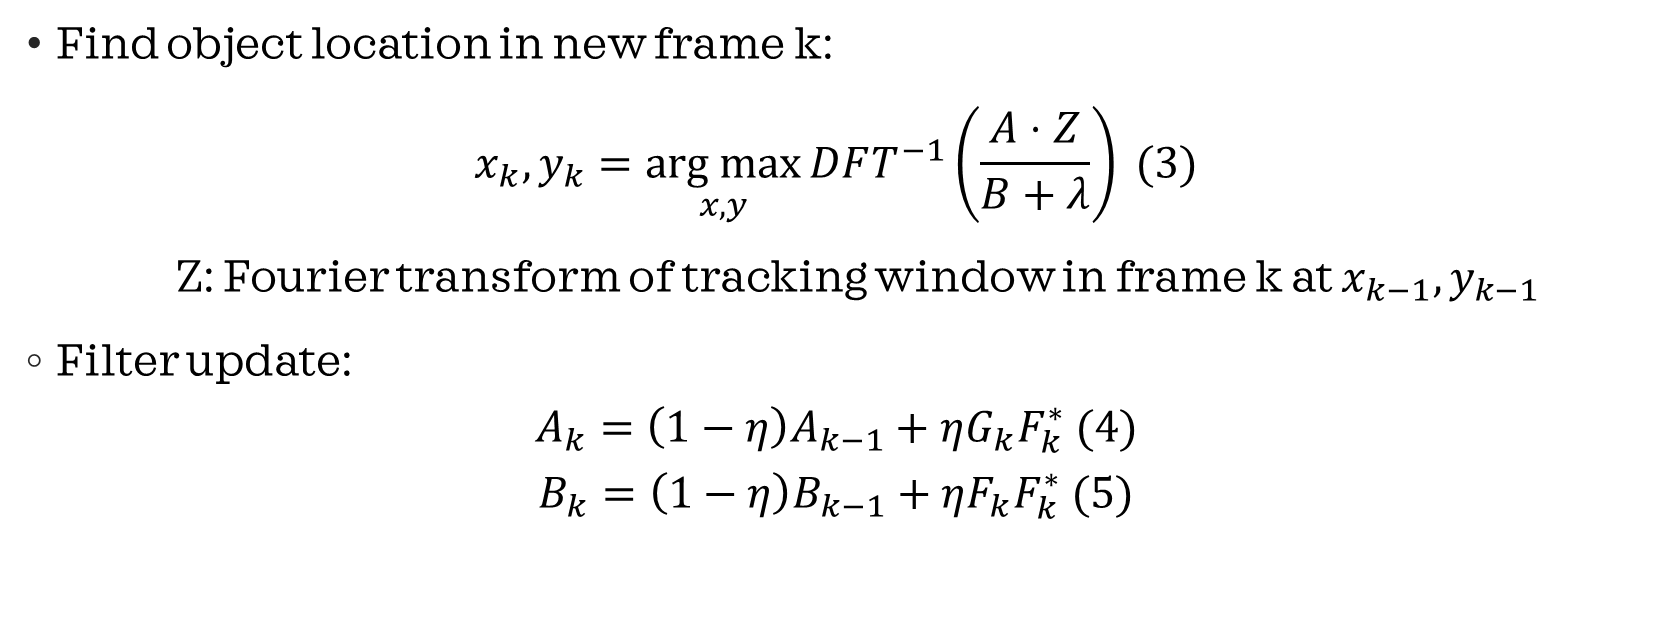 • Find object location in new frame k:
x_k, y_k = arg max_{x,y} DFT^{-1} ( (A · Z) / (B + λ) ) (3)
Z: Fourier transform of tracking window in frame k at x_{k−1}, y_{k−1}
◦ Filter update:
A_k = (1 − η)A_{k−1} + ηG_k F_k^* (4)
B_k = (1 − η)B_{k−1} + ηF_k F_k^* (5)